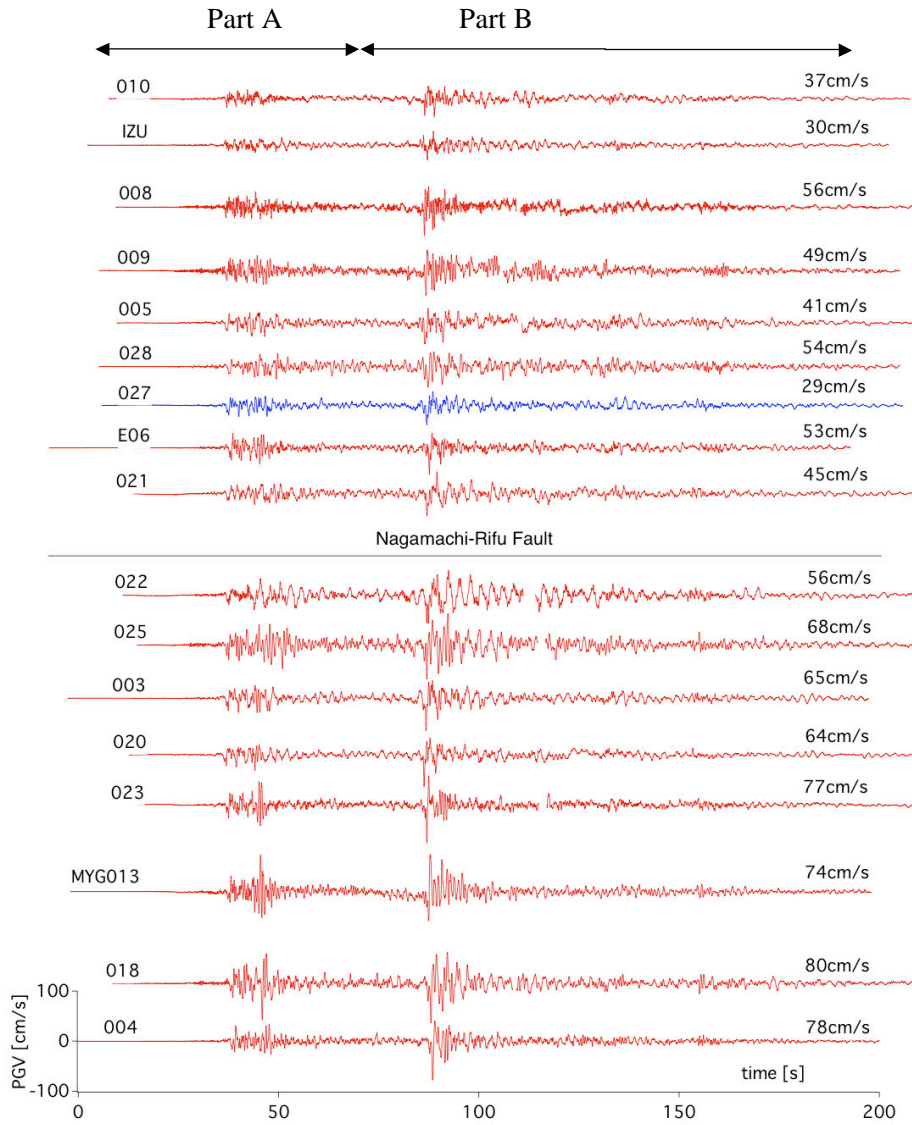 Part A Part B
010 37cm/s
IZU 30cm/s
008 56cm/s
009 49cm/s
005 41cm/s
028 54cm/s
027 29cm/s
E06 53cm/s
021 45cm/s
Nagamachi-Rifu Fault
022 56cm/s
025 68cm/s
003 65cm/s
020 64cm/s
023 77cm/s
MYG013 74cm/s
018 80cm/s
004 78cm/s
PGV [cm/s]
100
0
-100
time [s]
0 50 100 150 200